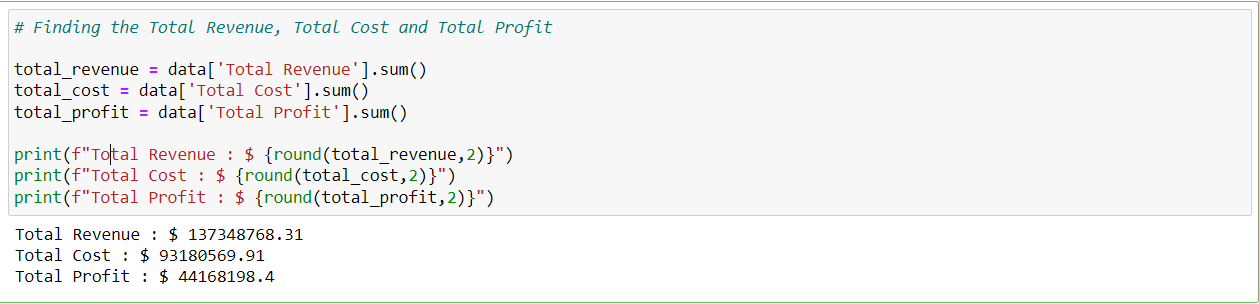 # Finding the Total Revenue, Total Cost and Total Profit
total_revenue = data['Total Revenue'].sum()
total_cost = data['Total Cost'].sum()
total_profit = data['Total Profit'].sum()
print(f"Total Revenue : $ {round(total_revenue,2)}")
print(f"Total Cost : $ {round(total_cost,2)}")
print(f"Total Profit : $ {round(total_profit,2)}")
Total Revenue : $ 137348768.31
Total Cost : $ 93180569.91
Total Profit : $ 44168198.4